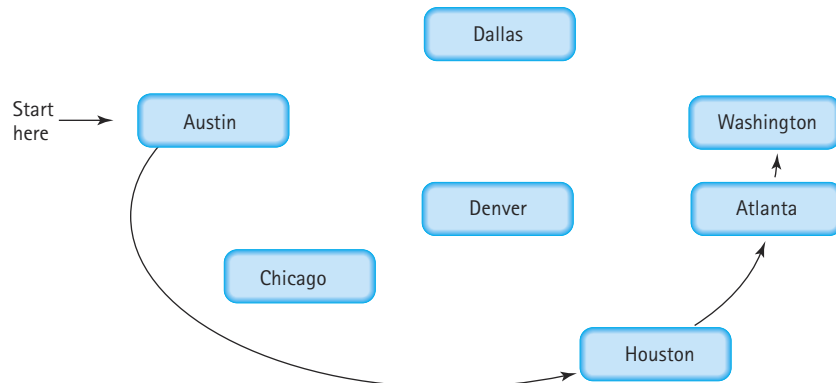 Dallas
Start
here
Austin
Washington
Denver
Atlanta
Chicago
Houston